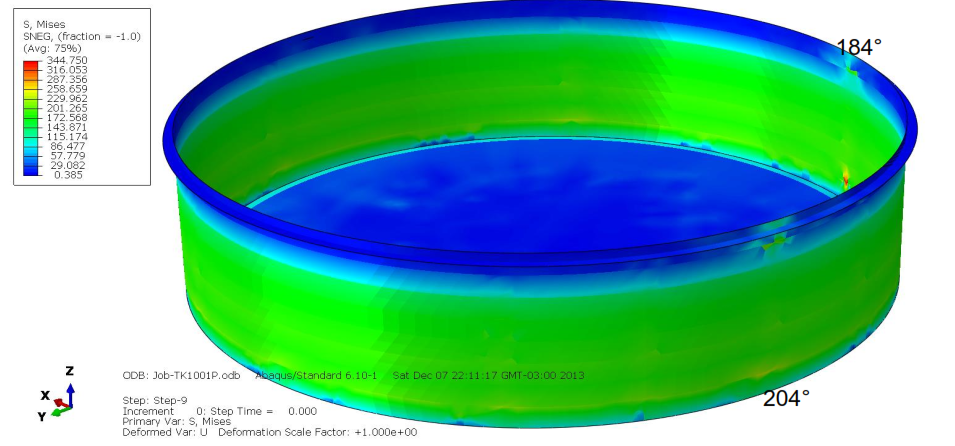 S, Mises
SNEG, (fraction = -1.0)
(Avg: 75%)
344.750
316.053
287.356
258.659
229.962
201.265
172.568
143.871
115.174
86.477
57.779
29.082
0.385
184°
204°
Z
X
Y
ODB: Job-TK1001P.odb Abaqus/Standard 6.10-1 Sat Dec 07 22:11:17 GMT-03:00 2013
Step: Step-9
Increment 0: Step Time = 0.000
Primary Var: S, Mises
Deformed Var: U Deformation Scale Factor: +1.000e+00